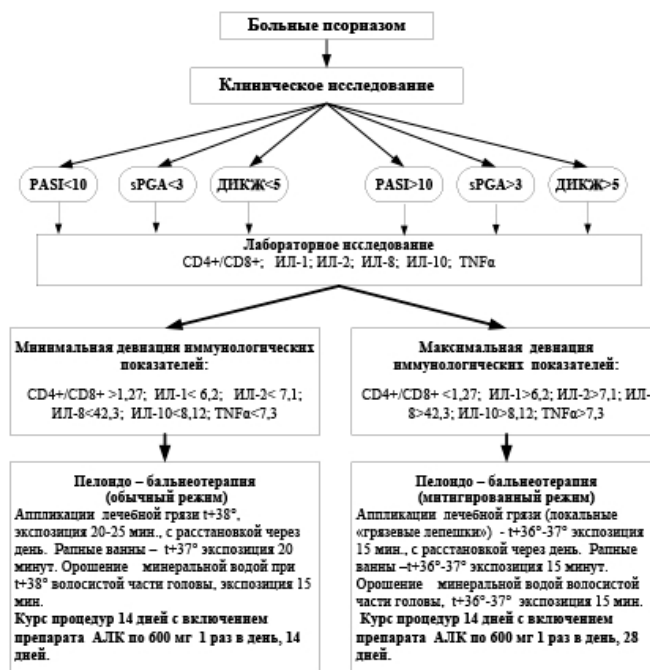 Больные псориазом
Клиническое исследование
PASI<10 sPGA<3 ДИКЖ<5 PASI>10 sPGA>3 ДИКЖ>5
Лабораторное исследование
CD4+/CD8+; ИЛ-1; ИЛ-2; ИЛ-8; ИЛ-10; TNFα
Минимальная девиация иммунологических
показателей:
CD4+/CD8+ >1,27; ИЛ-1< 6,2; ИЛ-2< 7,1;
ИЛ-8<42,3; ИЛ-10<8,12; TNFα<7,3
Максимальная девиация
иммунологических показателей:
CD4+/CD8+ <1,27; ИЛ-1>6,2; ИЛ-2>7,1; ИЛ-
8>42,3; ИЛ-10>8,12; TNFα>7,3
Пелоидо – бальнеотерапия
(обычный режим)
Аппликации лечебной грязи t+38°,
экспозиция 20-25 мин., с расстановкой через
день. Рапные ванны – t+37° экспозиция 20
минут. Орошение минеральной водой при
t+38° волосистой части головы, экспозиция 15
мин.
Курс процедур 14 дней с включением
препарата АЛК по 600 мг 1 раз в день, 14
дней.
Пелоидо – бальнеотерапия
(митигированный режим)
Аппликации лечебной грязи (локальные
«грязевые лепешки») - t+36°-37° экспозиция
15 мин., с расстановкой через день. Рапные
ванны –t+36°-37° экспозиция 15 минут.
Орошение минеральной водой волосистой
части головы, t+36°-37° экспозиция 15 мин.
Курс процедур 14 дней с включением
препарата АЛК по 600 мг 1 раз в день, 28
дней.